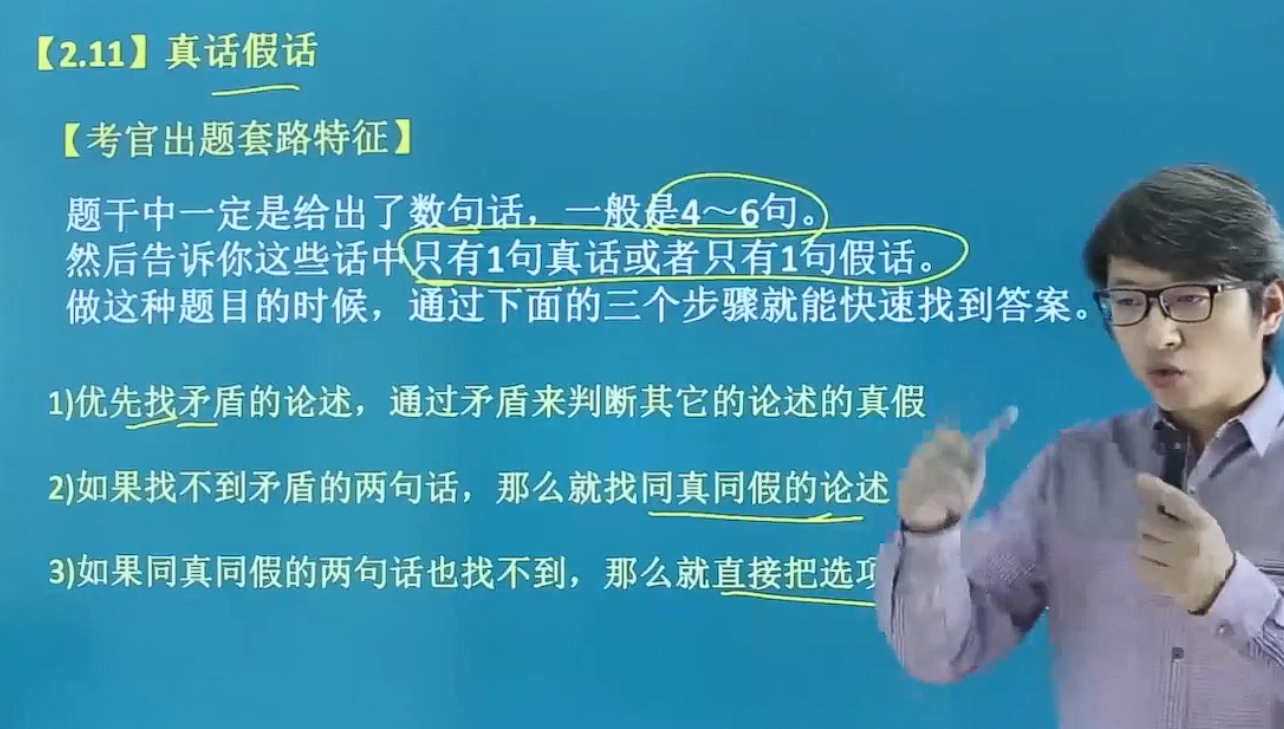 【2.11】真话假话
【考官出题套路特征】
题干中一定是给出了数句话，一般是4～6句。
然后告诉你这些话中只有1句真话或者只有1句假话。
做这种题目的时候，通过下面的三个步骤就能快速找到答案。
1)优先找矛盾的论述，通过矛盾来判断其它的论述的真假
2)如果找不到矛盾的两句话，那么就找同真同假的论述
3)如果同真同假的两句话也找不到，那么就直接把选项